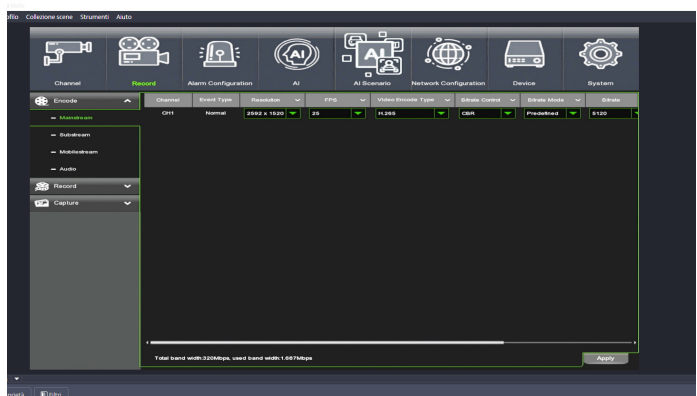 ofilo Collezione scene Strumenti Aiuto
Channel Record Alarm Configuration AI AI Scenario Network Configuration Device System
Encode Channel Event Type Resolution FPS Video Encode Type Bitrate Control Bitrate Mode Bitrate
Mainstream CH1 Normal 2592 x 1520 25 H.265 CBR Predefined 5120
Substream
Mobilestream
Audio
Record
Capture
Total band width:320Mbps, used band width:1.687Mbps Apply
Filtri